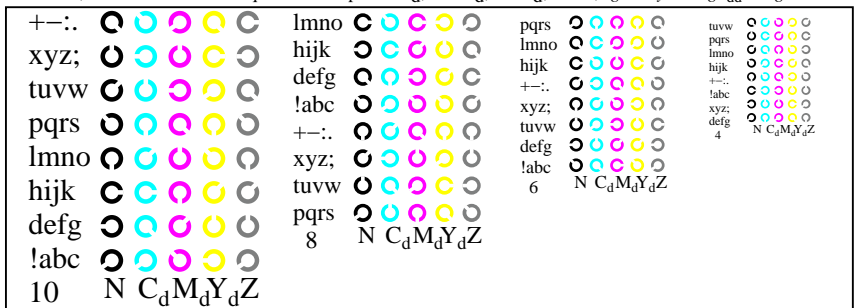 +−:.
xyz;
tuvw
pqrs
lmno
hijk
defg
!abc
10 N CdMdYdZ
lmno
hijk
defg
!abc
+−:.
xyz;
tuvw
pqrs
8 N CdMdYdZ
pqrs
lmno
hijk
+−:.
xyz;
tuvw
defg
!abc
6 N CdMdYdZ
tuvw
pqrs
lmno
hijk
+−:.
!abc
xyz;
defg
4 N CdMdYdZ